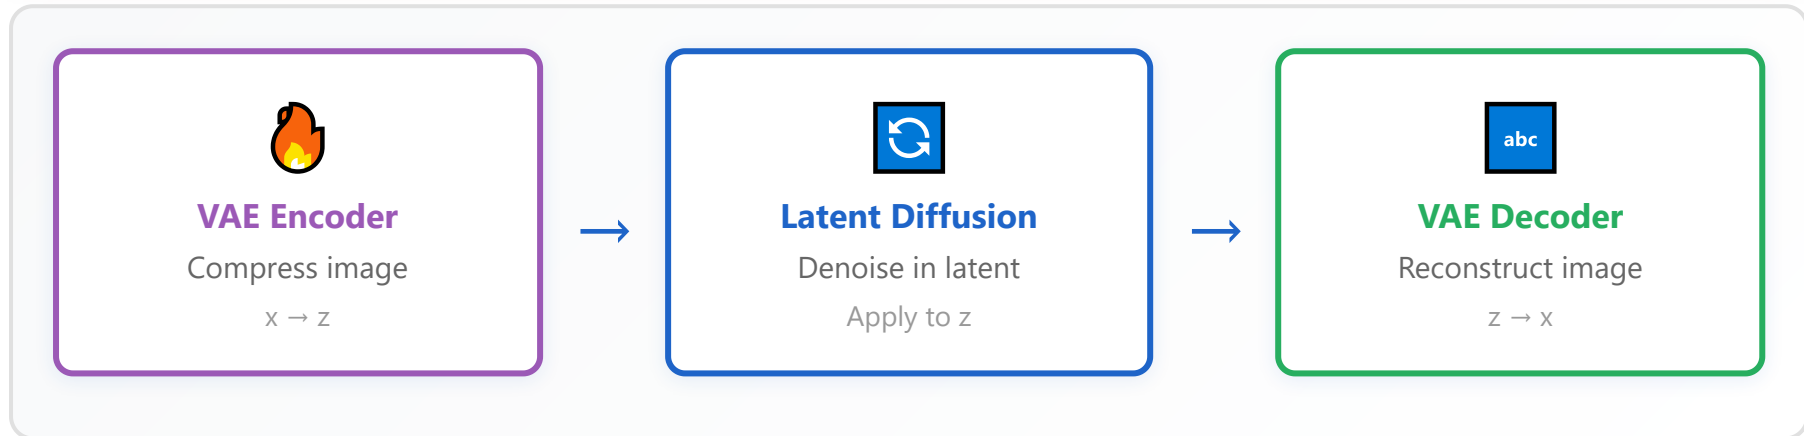 VAE Encoder
Compress image
x → z
→
Latent Diffusion
Denoise in latent
Apply to z
→
abc
VAE Decoder
Reconstruct image
z → x